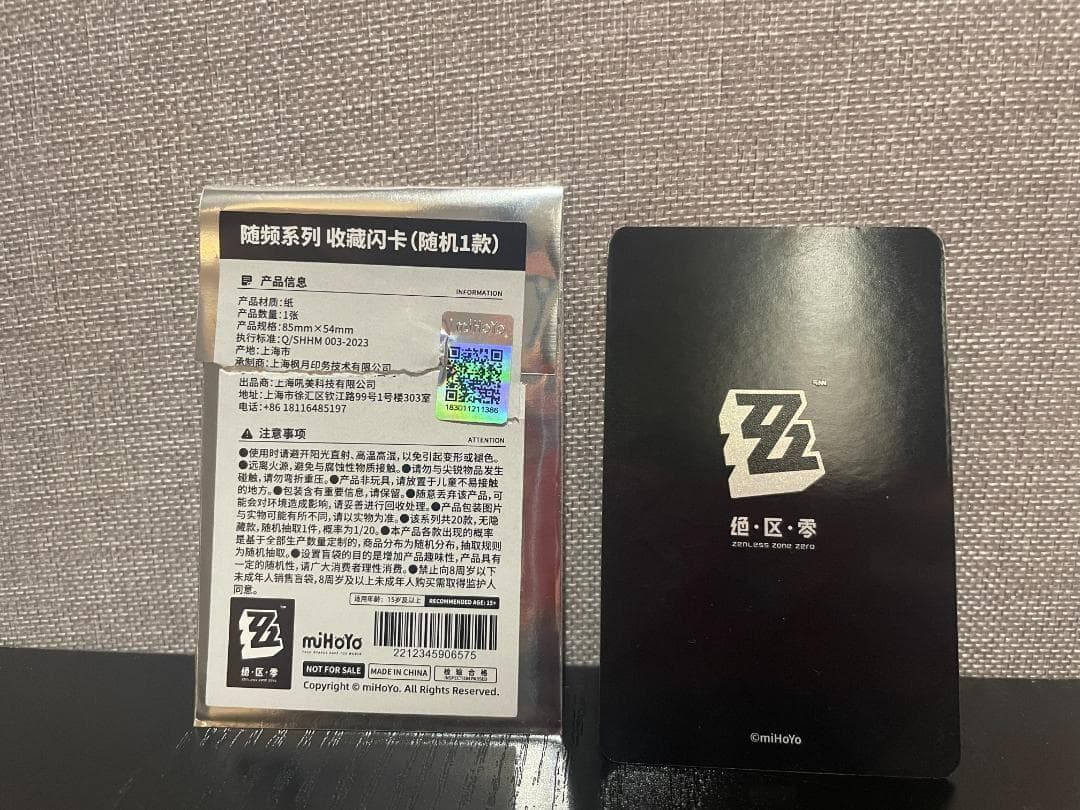 随频系列 收藏闪卡(随机1款)
产品信息
INFORMATION
产品材质:纸
产品数量:1张
产品规格:85mm×54mm
执行标准:Q/SHHM 003-2023
产地:上海市
承制商:上海枫月印务技术有限公司
出品商:上海吼美科技有限公司
地址:上海市徐汇区钦江路99号1号楼303室
电话:+86 18116485197
miHoYo
183011211386
注意事项
ATTENTION
●使用时请避开阳光直射、高温高湿,以免引起变形或褪色。
●远离火源,避免与腐蚀性物质接触。●请勿与尖锐物品发生
碰触,请勿弯折重压。●产品非玩具,请放置于儿童不易接触
的地方。●包装含有重要信息,请保留。●随意丢弃该产品,可
能会对环境造成影响,请妥善进行回收处理。●产品包装图片
与实物可能有所不同,请以实物为准。●该系列共20款,无隐
藏款,随机抽取1件,概率为1/20。●本产品各款出现的概率
是基于全部生产数量定制的,商品分布为随机分布,抽取规则
为随机抽取。●设置盲袋的目的是增加产品趣味性,产品具有
一定的随机性,请广大消费者理性消费。●禁止向8周岁以下
未成年人销售盲袋,8周岁及以上未成年人购买需取得监护人
同意。
适用年龄:15岁及以上 RECOMMENDED AGE: 15+
绝·区·零
ZENLESS ZONE ZERO
miHoYo
TECH OTAKUS SAVE THE WORLD
2212345906575
NOT FOR SALE
MADE IN CHINA
检验合格
INSPECTION PASSED
Copyright © miHoYo. All Rights Reserved.
绝·区·零
ZENLESS ZONE ZERO
©miHoYo